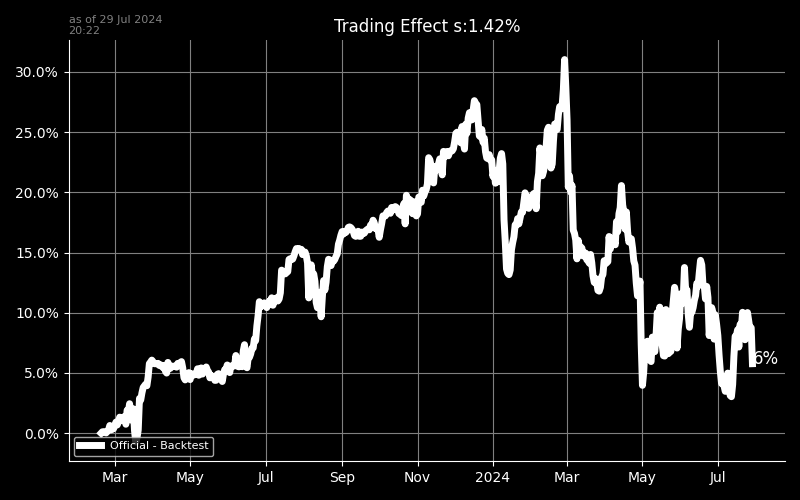 as of 29 Jul 2024
20:22
Trading Effect s:1.42%
30.0%
25.0%
20.0%
15.0%
10.0%
5.0%
0.0%
6%
Official - Backtest
Mar May Jul Sep Nov 2024 Mar May Jul